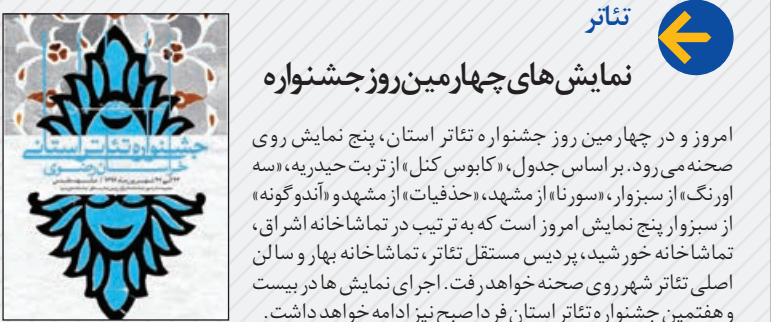 تئاتر
نمایش‌های چهارمین روز جشنواره
امروز و در چهارمین روز جشنواره تئاتر استان، پنج نمایش روی
صحنه می رود. بر اساس جدول، «کابوس کنل» از تربت حیدریه، «سه
اورنگ» از سبزوار، «سورنا» از مشهد، «حذفیات» از مشهد و «آندوگونه»
از سبزوار پنج نمایش امروز است که به ترتیب در تماشاخانه اشراق،
تماشاخانه خورشید، پردیس مستقل تئاتر، تماشاخانه بهار و سالن
اصلی تئاتر شهر روی صحنه خواهد رفت. اجرای نمایش ها در بیست
و هفتمین جشنواره تئاتر استان فردا صبح نیز ادامه خواهد داشت.
جشنواره تئاتر استانی
خراسان رضوی